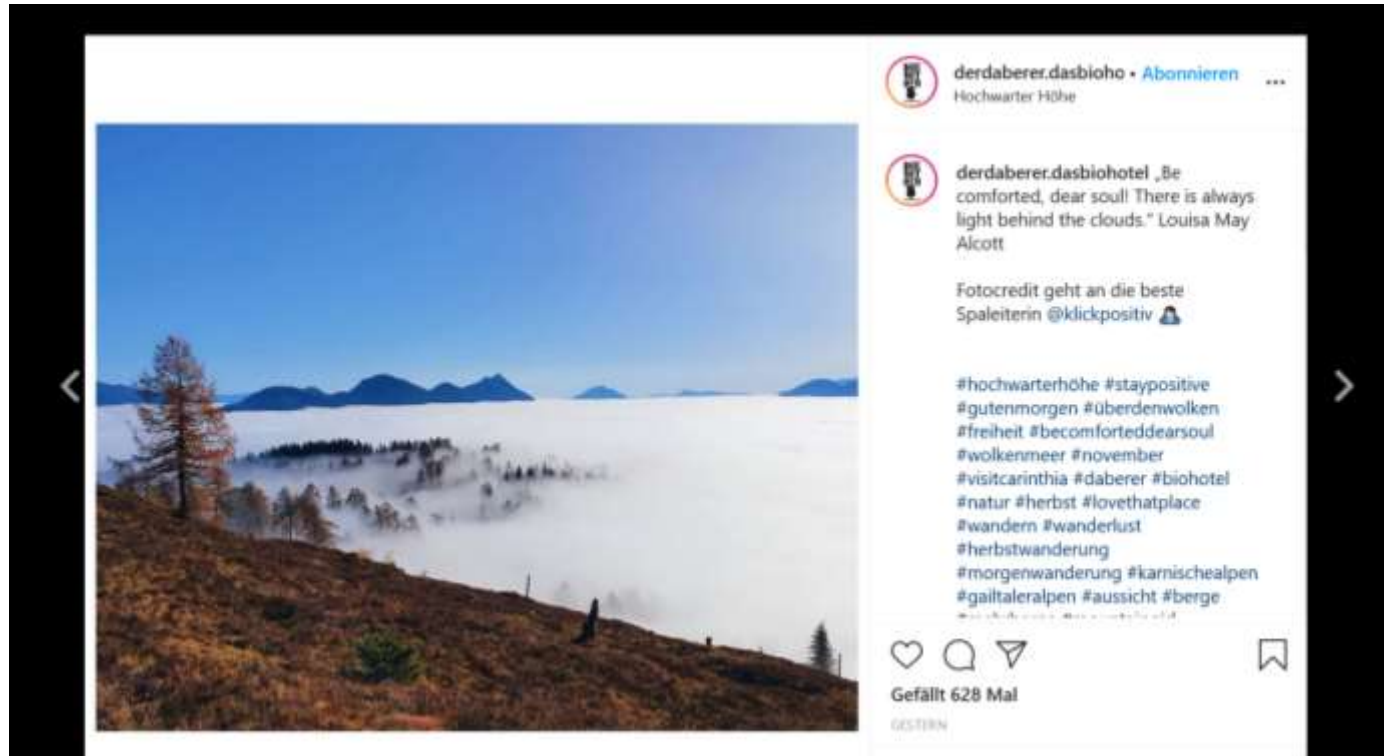 derdaberer.dasbioho • Abonnieren
Hochwarter Höhe
derdaberer.dasbiohotel „Be
comforted, dear soul! There is always
light behind the clouds." Louisa May
Alcott
Fotocredit geht an die beste
Spaleiterin @klickpositiv
#hochwarterhöhe #staypositive
#gutenmorgen #überdenwolken
#freiheit #becomforteddearsoul
#wolkenmeer #november
#visitcarinthia #daberer #biohotel
#natur #herbst #lovethatplace
#wandern #wanderlust
#herbstwanderung
#morgenwanderung #karnischealpen
#gailtaleralpen #aussicht #berge
Gefällt 628 Mal
GESTERN